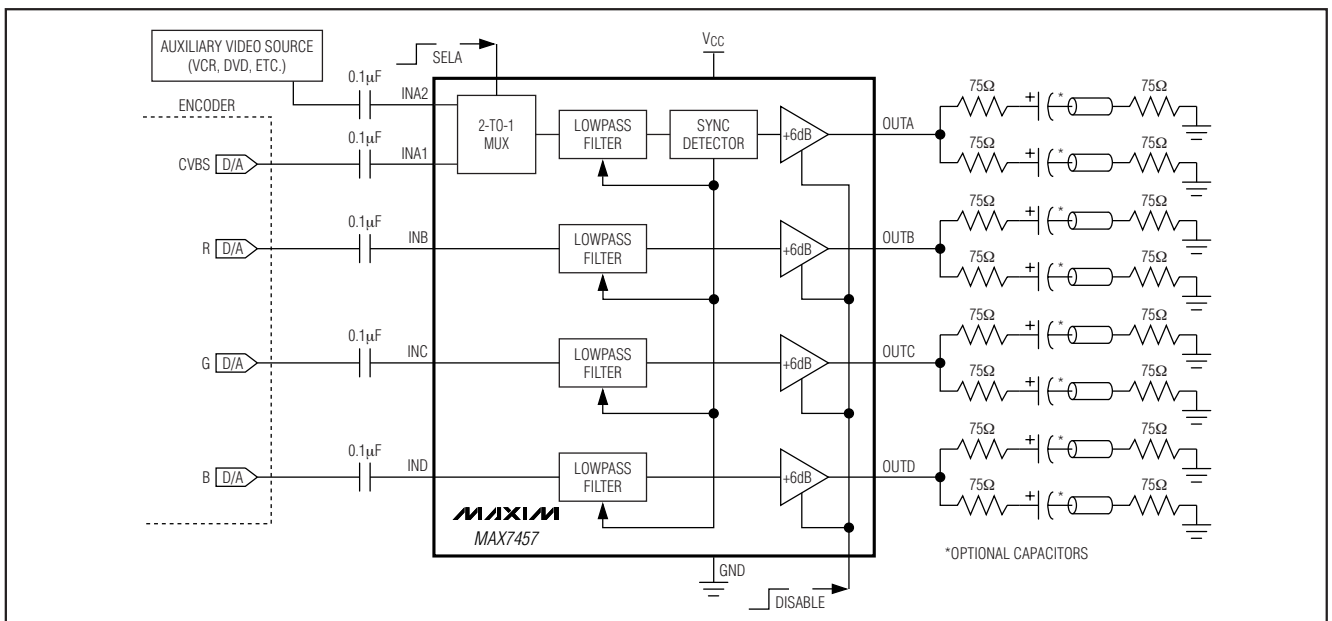 AUXILIARY VIDEO SOURCE
(VCR, DVD, ETC.)
ENCODER
0.1µF
INA2
SELA
VCC
CVBS D/A
0.1µF
INA1
2-TO-1
MUX
LOWPASS
FILTER
SYNC
DETECTOR
+6dB
OUTA
75Ω
+
*
75Ω
75Ω
+
*
75Ω
R D/A
0.1µF
INB
LOWPASS
FILTER
+6dB
OUTB
75Ω
+
*
75Ω
75Ω
+
*
75Ω
G D/A
0.1µF
INC
LOWPASS
FILTER
+6dB
OUTC
75Ω
+
*
75Ω
75Ω
+
*
75Ω
B D/A
0.1µF
IND
LOWPASS
FILTER
+6dB
OUTD
75Ω
+
*
75Ω
75Ω
+
*
75Ω
MAXIM
MAX7457
GND
DISABLE
*OPTIONAL CAPACITORS